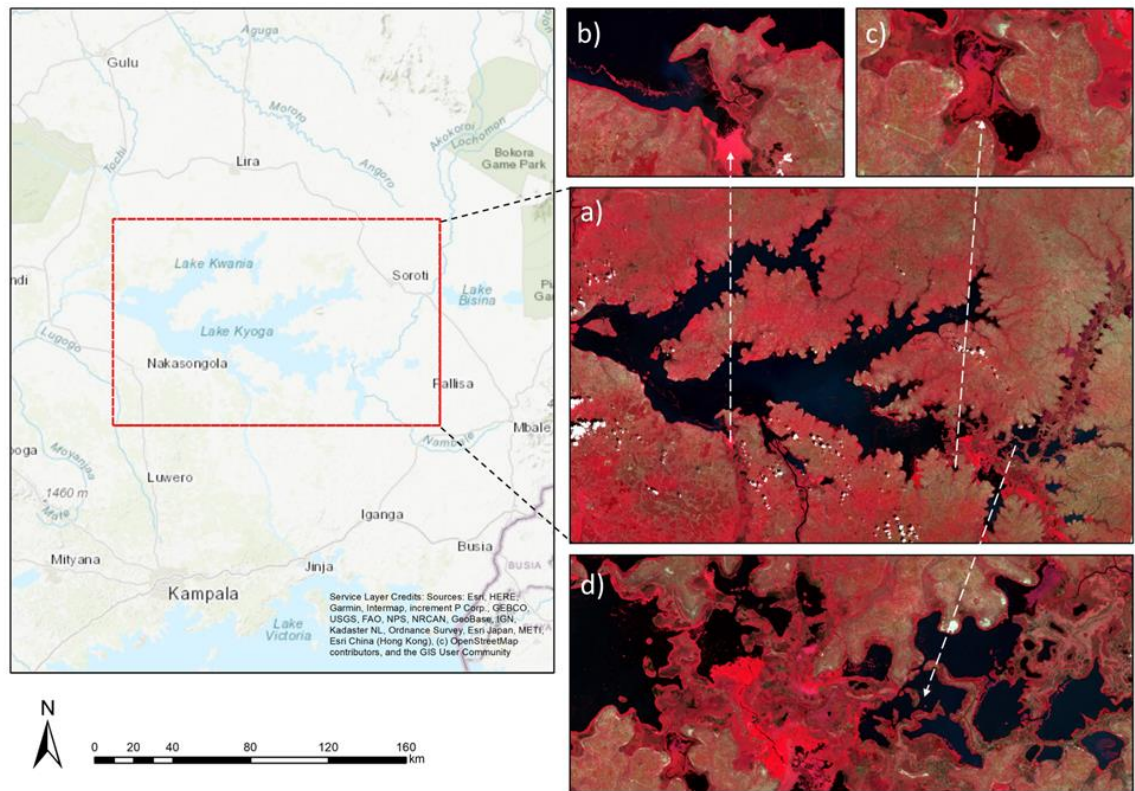 Aguga
Gulu
Moroto
Akokoroi
Lochoman
Bokora
Game Park
Tochi
Lira
Angoro
Lake Kwania
Soroti
Lake
Bisina
Gam
ndi
Lake Kyoga
Lugogo
Nakasongola
Pallisa
Mbale
Nambale
oga
Moyanjaa
Luwero
1460 m
Mate
Iganga
Mityana
Busia
Jinja
BUSIA
Kampala
Lake
Victoria
Service Layer Credits: Sources: Esri, HERE,
Garmin, Intermap, increment P Corp., GEBCO,
USGS, FAO, NPS, NRCAN, GeoBase, IGN,
Kadaster NL, Ordnance Survey, Esri Japan, METI,
Esri China (Hong Kong), (c) OpenStreetMap
contributors, and the GIS User Community
b)
c)
a)
d)
N
0 20 40 80 120 160
km